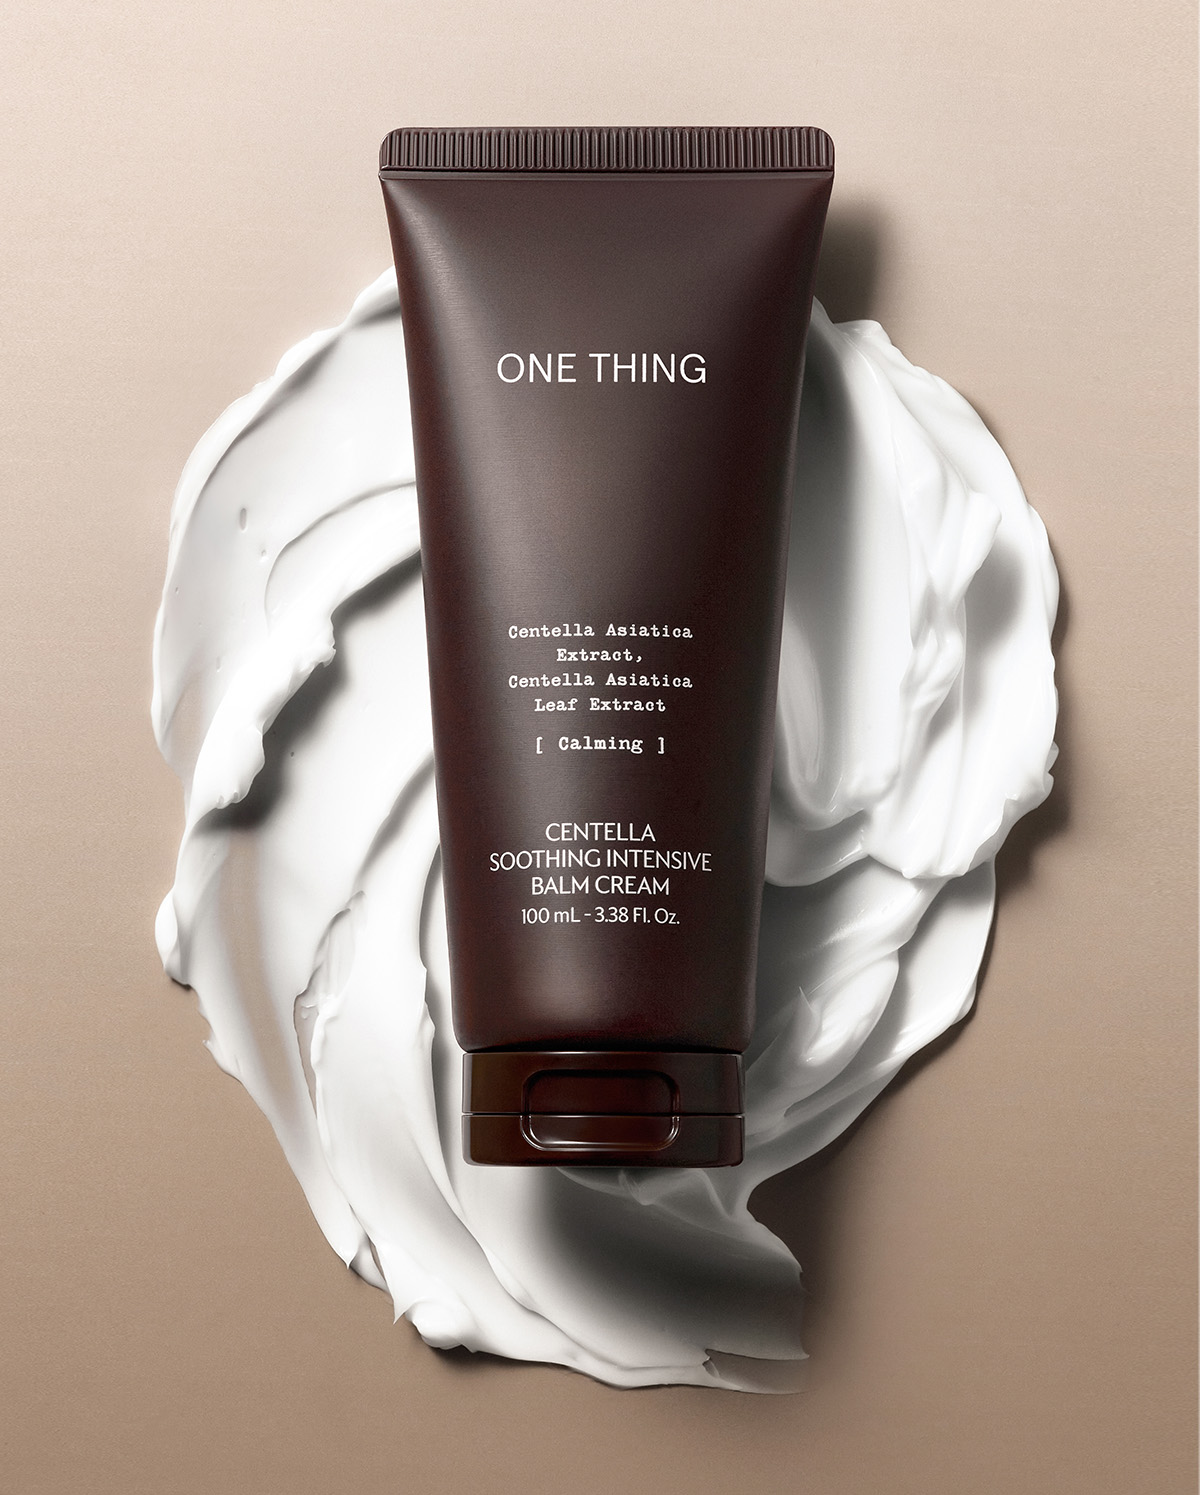 ONE THING
Centella Asiatica
Extract,
Centella Asiatica
Leaf Extract
[ Calming ]
CENTELLA
SOOTHING INTENSIVE
BALM CREAM
100 mL - 3.38 Fl. Oz.